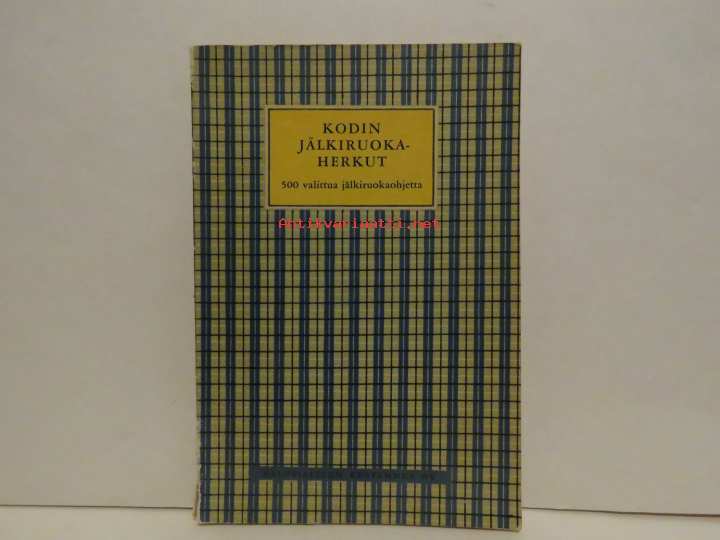 KODIN
JÄLKIRUOKA-
HERKUT
500 valittua jälkiruokaohjetta
Antikvariaatti.net